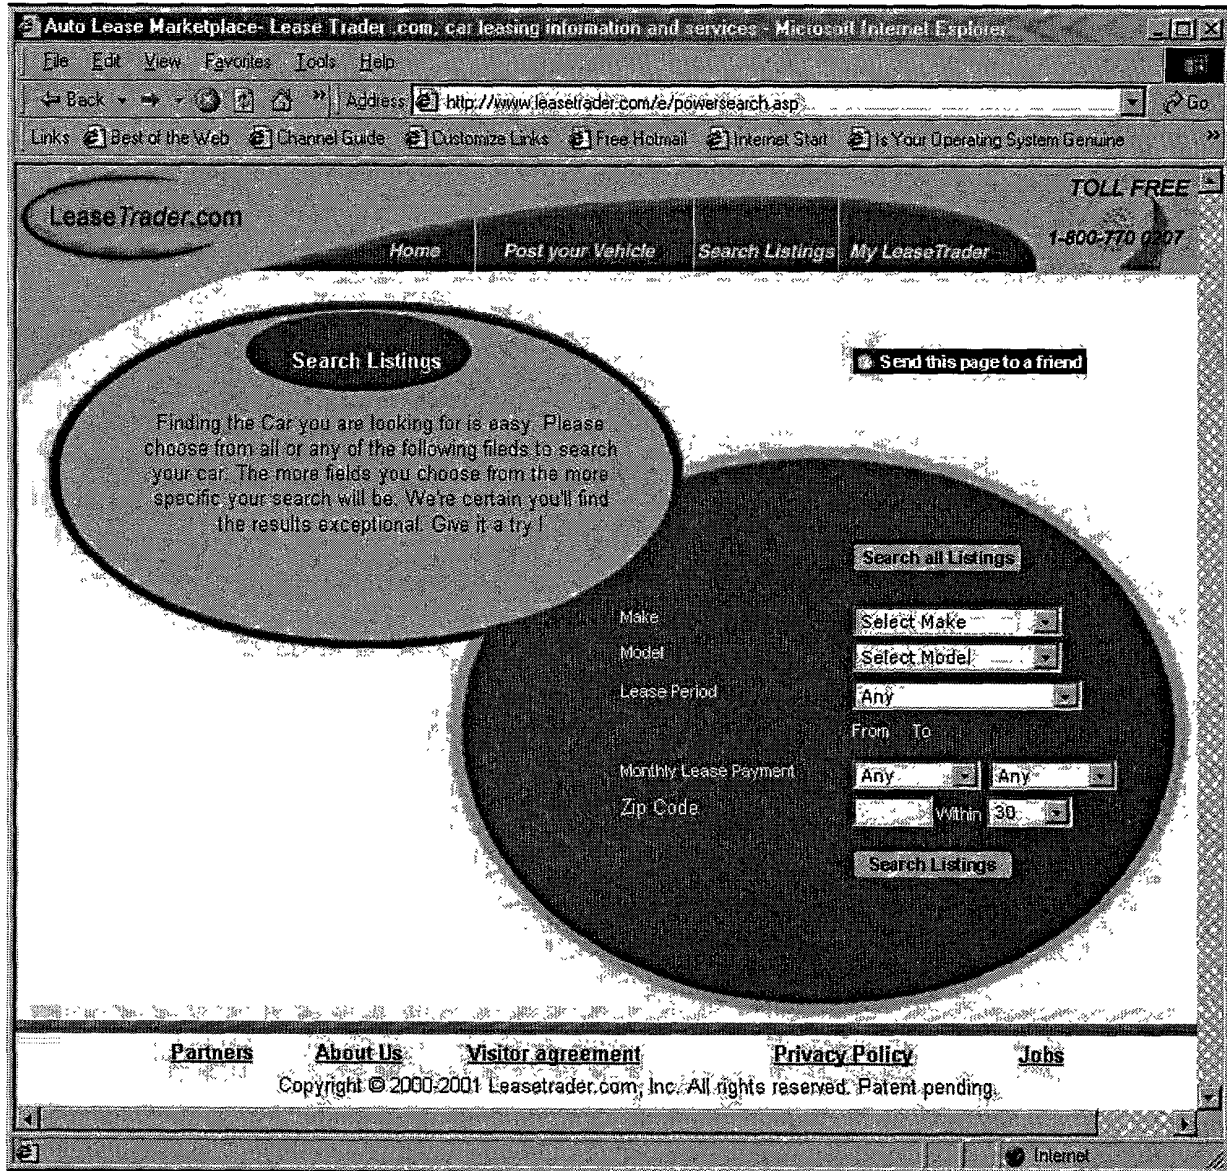 Auto Lease Marketplace- Lease Trader .com, car leasing information and services - Microsoft Internet Explorer
File Edit View Favorites Tools Help
Back » Address http://www.leasetrader.com/e/powersearch.asp Go
Links Best of the Web Channel Guide Customize Links Free Hotmail Internet Start Is Your Operating System Genuine »
TOLL FREE
LeaseTrader.com
1-800-770 0207
Home Post your Vehicle Search Listings My LeaseTrader
Search Listings
Send this page to a friend
Finding the Car you are looking for is easy. Please
choose from all or any of the following fileds to search
your car. The more fields you choose from the more
specific your search will be. We're certain you'll find
the results exceptional. Give it a try !
Search all Listings
Make Select Make
Model Select Model
Lease Period Any
From To
Monthly Lease Payment Any Any
Zip Code Within 30
Search Listings
Partners About Us Visitor agreement Privacy Policy Jobs
Copyright © 2000-2001 Leasetrader.com, Inc. All rights reserved. Patent pending.
Internet